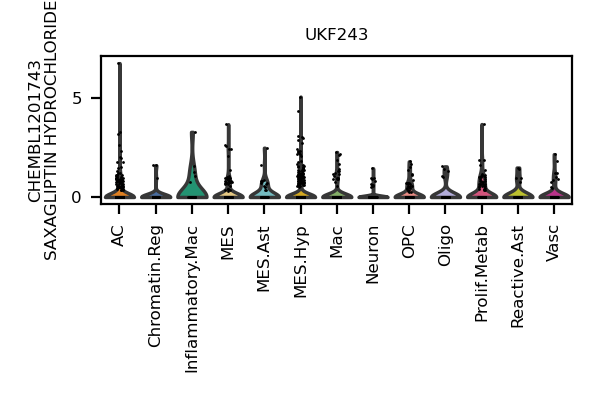 UKF243
CHEMBL1201743
SAXAGLIPTIN HYDROCHLORIDE
5
0
AC
Chromatin.Reg
Inflammatory.Mac
MES
MES.Ast
MES.Hyp
Mac
Neuron
OPC
Oligo
Prolif.Metab
Reactive.Ast
Vasc